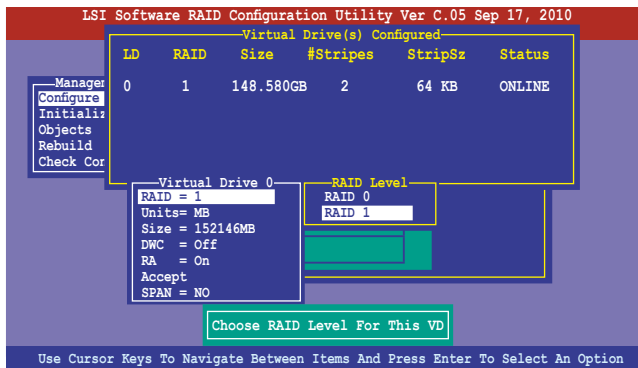 LSI Software RAID Configuration Utility Ver C.05 Sep 17, 2010
Virtual Drive(s) Configured
LD RAID Size #Stripes StripSz Status
0 1 148.580GB 2 64 KB ONLINE
Manager
Configure
Initializ
Objects
Rebuild
Check Con
Virtual Drive 0
RAID = 1
Units= MB
Size = 152146MB
DWC = Off
RA = On
Accept
SPAN = NO
RAID Level
RAID 0
RAID 1
Choose RAID Level For This VD
Use Cursor Keys To Navigate Between Items And Press Enter To Select An Option